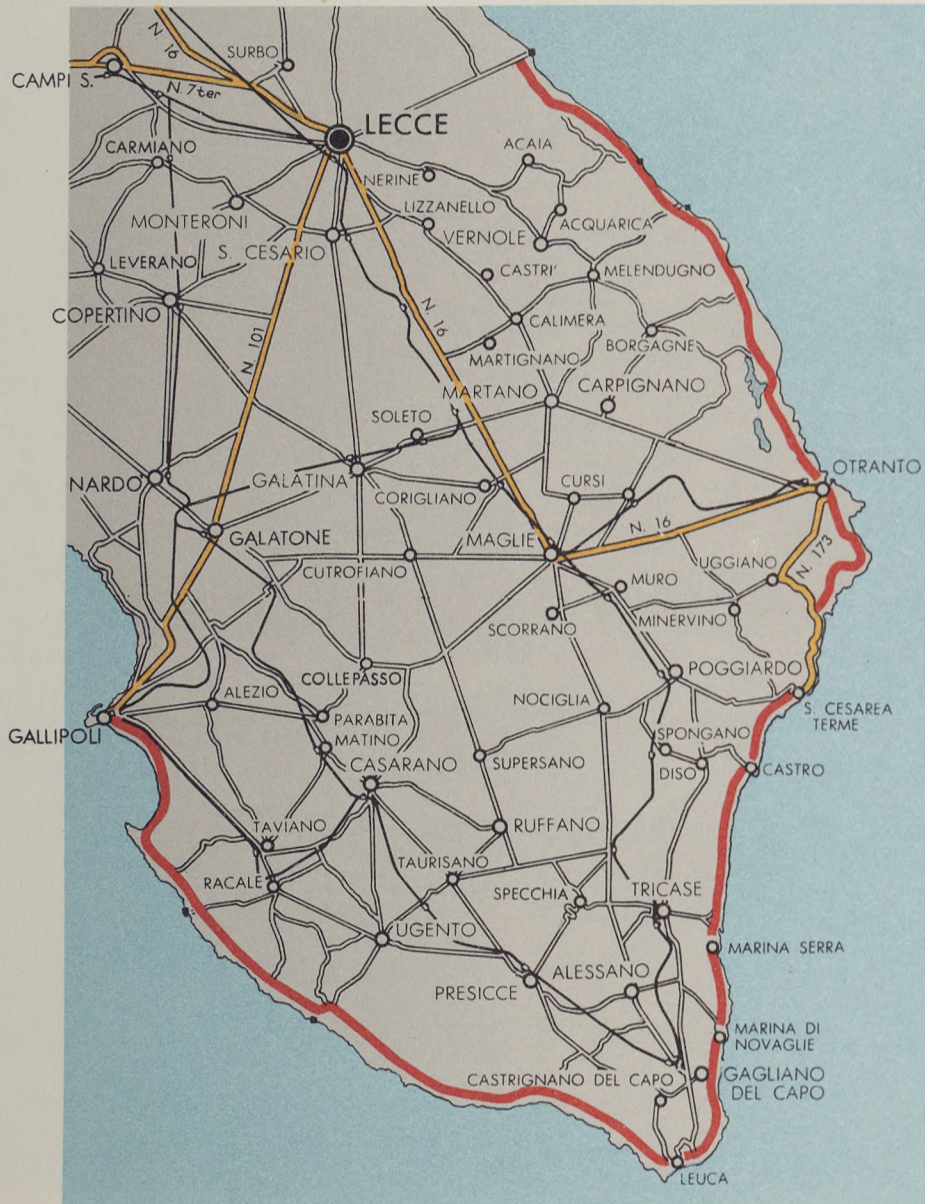 N. 16
SURBO
CAMPI S.
N. 7ter
LECCE
CARMIANO
ACAIA
NERINE
LIZZANELLO
MONTERONI
ACQUARICA
VERNOLE
S. CESARIO
LEVERANO
CASTRI'
MELENDUGNO
COPERTINO
N. 16
CALIMERA
N. 101
MARTIGNANO
BORGAGNE
MARTANO
CARPIGNANO
SOLETO
OTRANTO
NARDO
GALATINA
CORIGLIANO
CURSI
N. 16
GALATONE
MAGLIE
N. 173
CUTROFIANO
UGGIANO
MURO
SCORRANO
MINERVINO
COLLEPASSO
POGGIARDO
ALEZIO
NOCIGLIA
S. CESAREA
TERME
GALLIPOLI
PARABITA
MATINO
SPONGANO
CASARANO
SUPERSANO
DISO
CASTRO
TAVIANO
RUFFANO
TAURISANO
RACALE
SPECCHIA
TRICASE
UGENTO
MARINA SERRA
ALESSANO
PRESICCE
MARINA DI
NOVAGLIE
CASTRIGNANO DEL CAPO
GAGLIANO
DEL CAPO
LEUCA